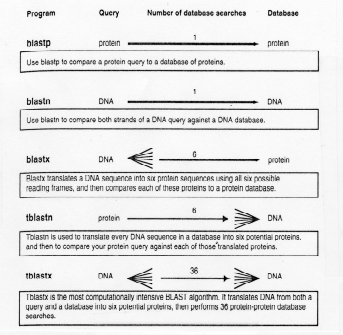 Program Query Number of database searches Database
blastp protein 1 protein
Use blastp to compare a protein query to a database of proteins.
blastn DNA 1 DNA
Use blastn to compare both strands of a DNA query against a DNA database.
blastx DNA 6 protein
Blastx translates a DNA sequence into six protein sequences using all six possible
reading frames, and then compares each of these proteins to a protein database.
tblastn protein 6 DNA
Tblastn is used to translate every DNA sequence in a database into six potential proteins,
and then to compare your protein query against each of those translated proteins.
tblastx DNA 36 DNA
Tblastx is the most computationally intensive BLAST algorithm. It translates DNA from both a
query and a database into six potential proteins, then performs 36 protein-protein database
searches.